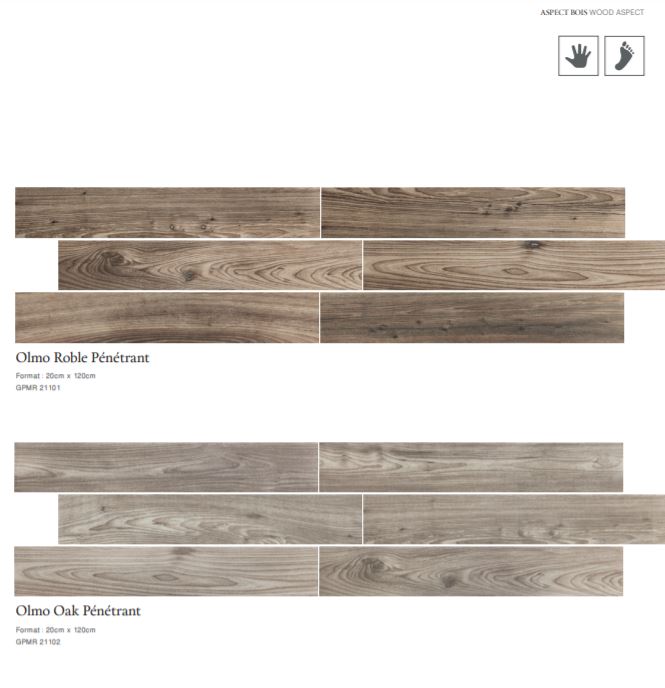 ASPECT BOIS WOOD ASPECT
Olmo Roble Pénétrant
Format : 20cm x 120cm
GPMR 21101
Olmo Oak Pénétrant
Format : 20cm x 120cm
GPMR 21102